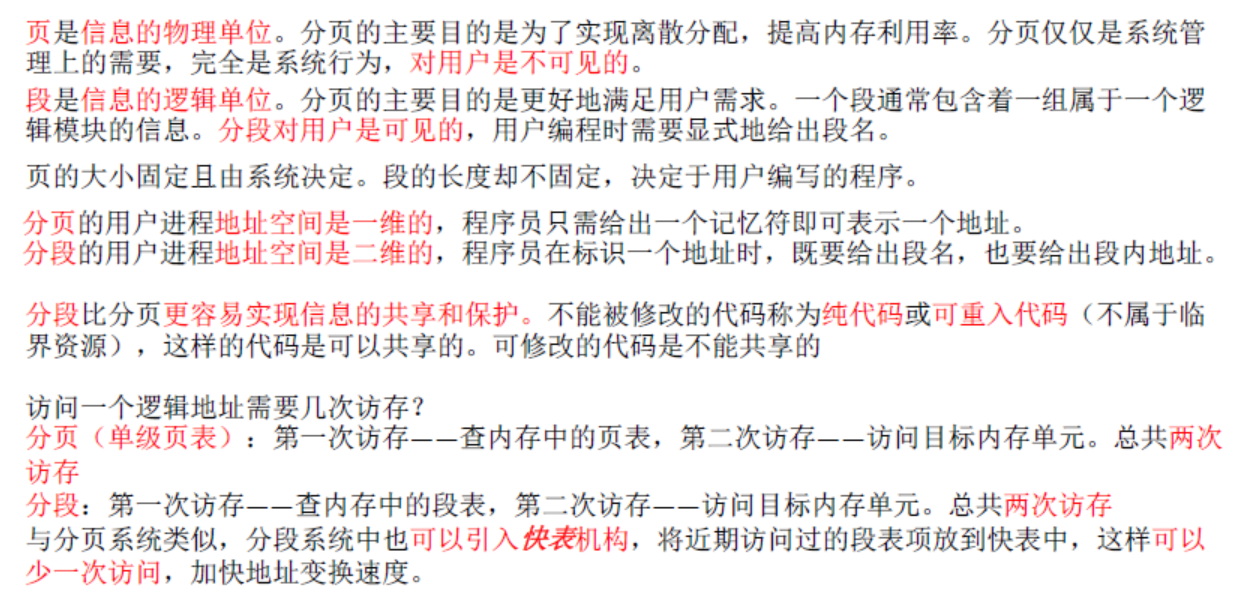 页是信息的物理单位。分页的主要目的是为了实现离散分配，提高内存利用率。分页仅仅是系统管
理上的需要，完全是系统行为，对用户是不可见的。
段是信息的逻辑单位。分页的主要目的是更好地满足用户需求。一个段通常包含着一组属于一个逻
辑模块的信息。分段对用户是可见的，用户编程时需要显式地给出段名。
页的大小固定且由系统决定。段的长度却不固定，决定于用户编写的程序。
分页的用户进程地址空间是一维的，程序员只需给出一个记忆符即可表示一个地址。
分段的用户进程地址空间是二维的，程序员在标识一个地址时，既要给出段名，也要给出段内地址。
分段比分页更容易实现信息的共享和保护。不能被修改的代码称为纯代码或可重入代码（不属于临
界资源），这样的代码是可以共享的。可修改的代码是不能共享的
访问一个逻辑地址需要几次访存？
分页（单级页表）：第一次访存——查内存中的页表，第二次访存——访问目标内存单元。总共两次
访存
分段：第一次访存——查内存中的段表，第二次访存——访问目标内存单元。总共两次访存
与分页系统类似，分段系统中也可以引入快表机构，将近期访问过的段表项放到快表中，这样可以
少一次访问，加快地址变换速度。